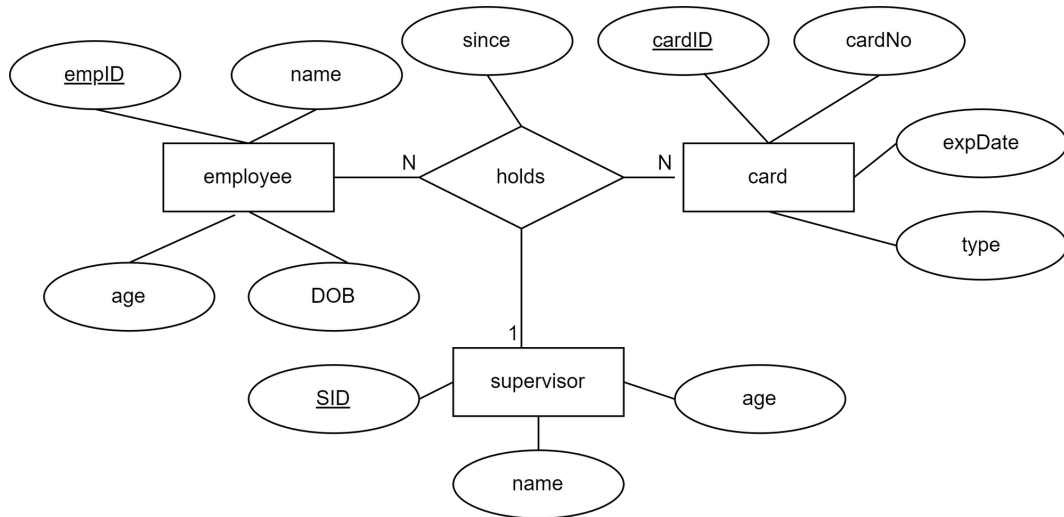 since
cardID
cardNo
empID
name
expDate
employee
N
holds
N
card
type
age
DOB
1
supervisor
SID
age
name